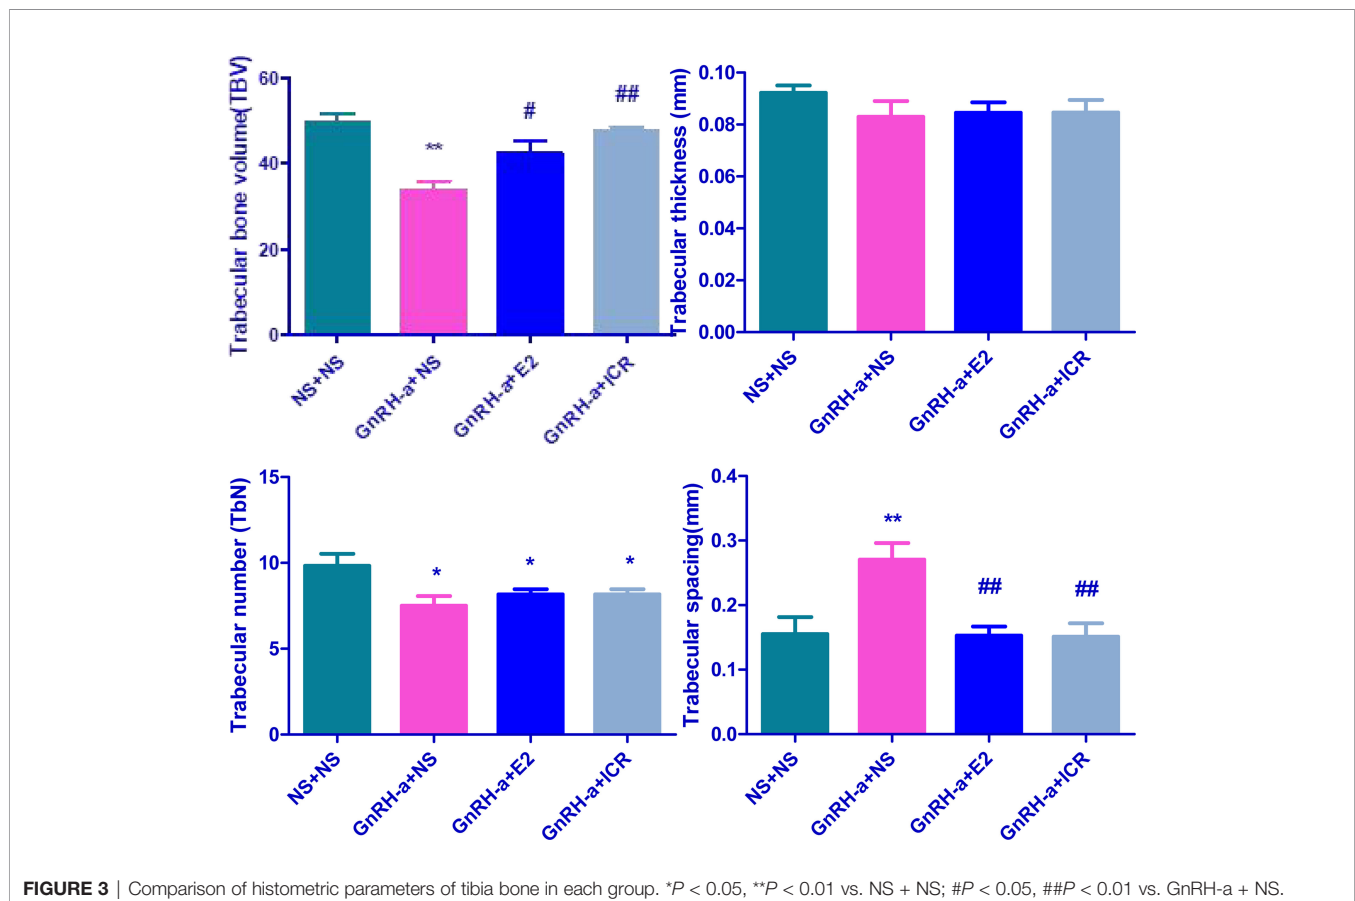 Trabecular bone volume(TBV)
60
40
20
0
**
#
##
NS+NS
GnRH-a+NS
GnRH-a+E2
GnRH-a+ICR
Trabecular thickness (mm)
0.10
0.08
0.06
0.04
0.02
0.00
NS+NS
GnRH-a+NS
GnRH-a+E2
GnRH-a+ICR
Trabecular number (TbN)
15
10
5
0
*
*
*
NS+NS
GnRH-a+NS
GnRH-a+E2
GnRH-a+ICR
Trabecular spacing(mm)
0.4
0.3
0.2
0.1
0.0
**
##
##
NS+NS
GnRH-a+NS
GnRH-a+E2
GnRH-a+ICR
FIGURE 3 | Comparison of histometric parameters of tibia bone in each group. *P < 0.05, **P < 0.01 vs. NS + NS; #P < 0.05, ##P < 0.01 vs. GnRH-a + NS.